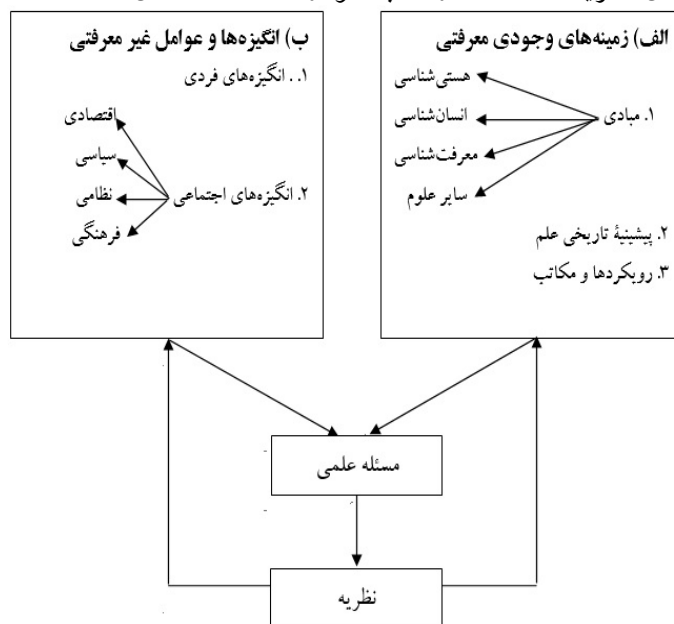 الف) زمینه‌های وجودی معرفتی
۱. مبادی
هستی‌شناسی
انسان‌شناسی
معرفت‌شناسی
سایر علوم
۲. پیشینیهٔ تاریخی علم
۳. رویکردها و مکاتب
ب) انگیزه‌ها و عوامل غیر معرفتی
۱. . انگیزه‌های فردی
۲. انگیزه‌های اجتماعی
اقتصادی
سیاسی
نظامی
فرهنگی
مسئله علمی
نظریه